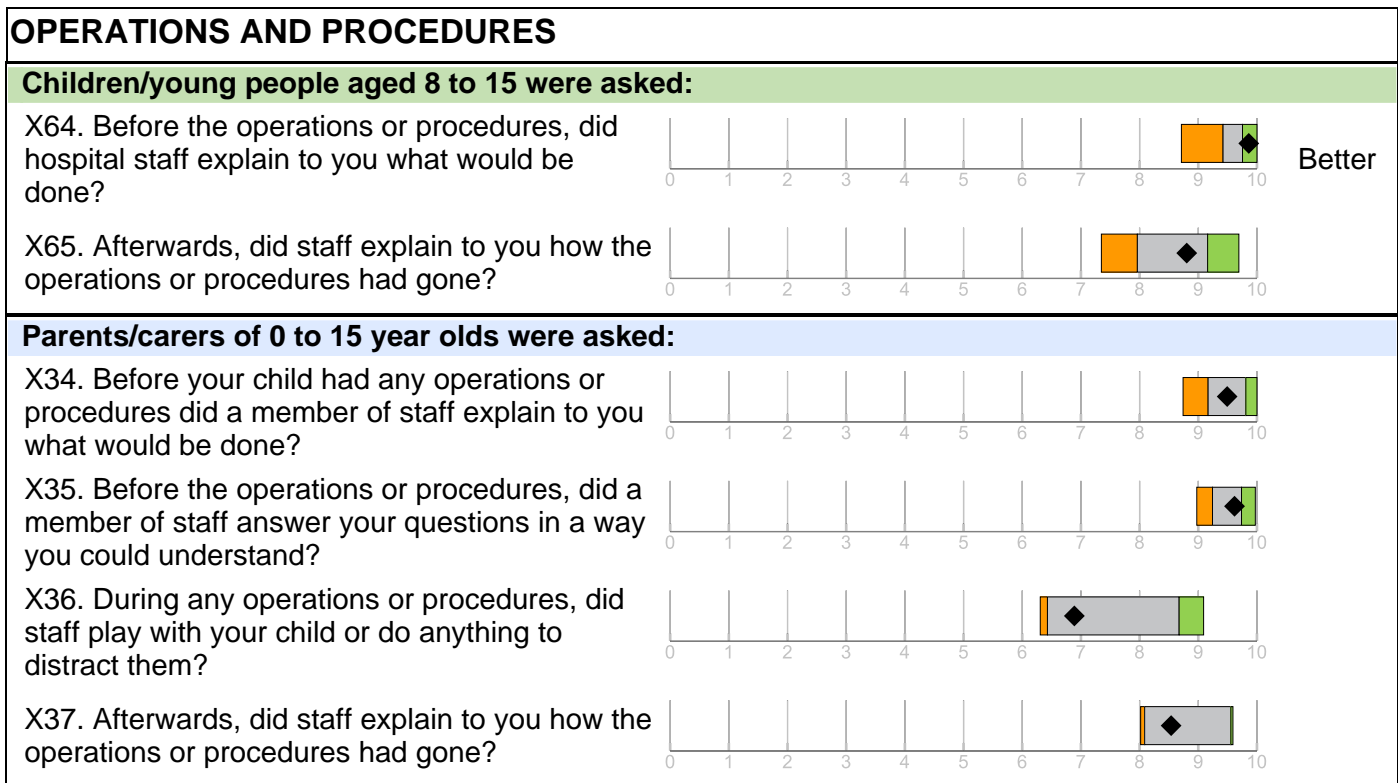 OPERATIONS AND PROCEDURES
Children/young people aged 8 to 15 were asked:
X64. Before the operations or procedures, did
hospital staff explain to you what would be
done?
0 1 2 3 4 5 6 7 8 9 10
Better
X65. Afterwards, did staff explain to you how the
operations or procedures had gone?
0 1 2 3 4 5 6 7 8 9 10
Parents/carers of 0 to 15 year olds were asked:
X34. Before your child had any operations or
procedures did a member of staff explain to you
what would be done?
0 1 2 3 4 5 6 7 8 9 10
X35. Before the operations or procedures, did a
member of staff answer your questions in a way
you could understand?
0 1 2 3 4 5 6 7 8 9 10
X36. During any operations or procedures, did
staff play with your child or do anything to
distract them?
0 1 2 3 4 5 6 7 8 9 10
X37. Afterwards, did staff explain to you how the
operations or procedures had gone?
0 1 2 3 4 5 6 7 8 9 10